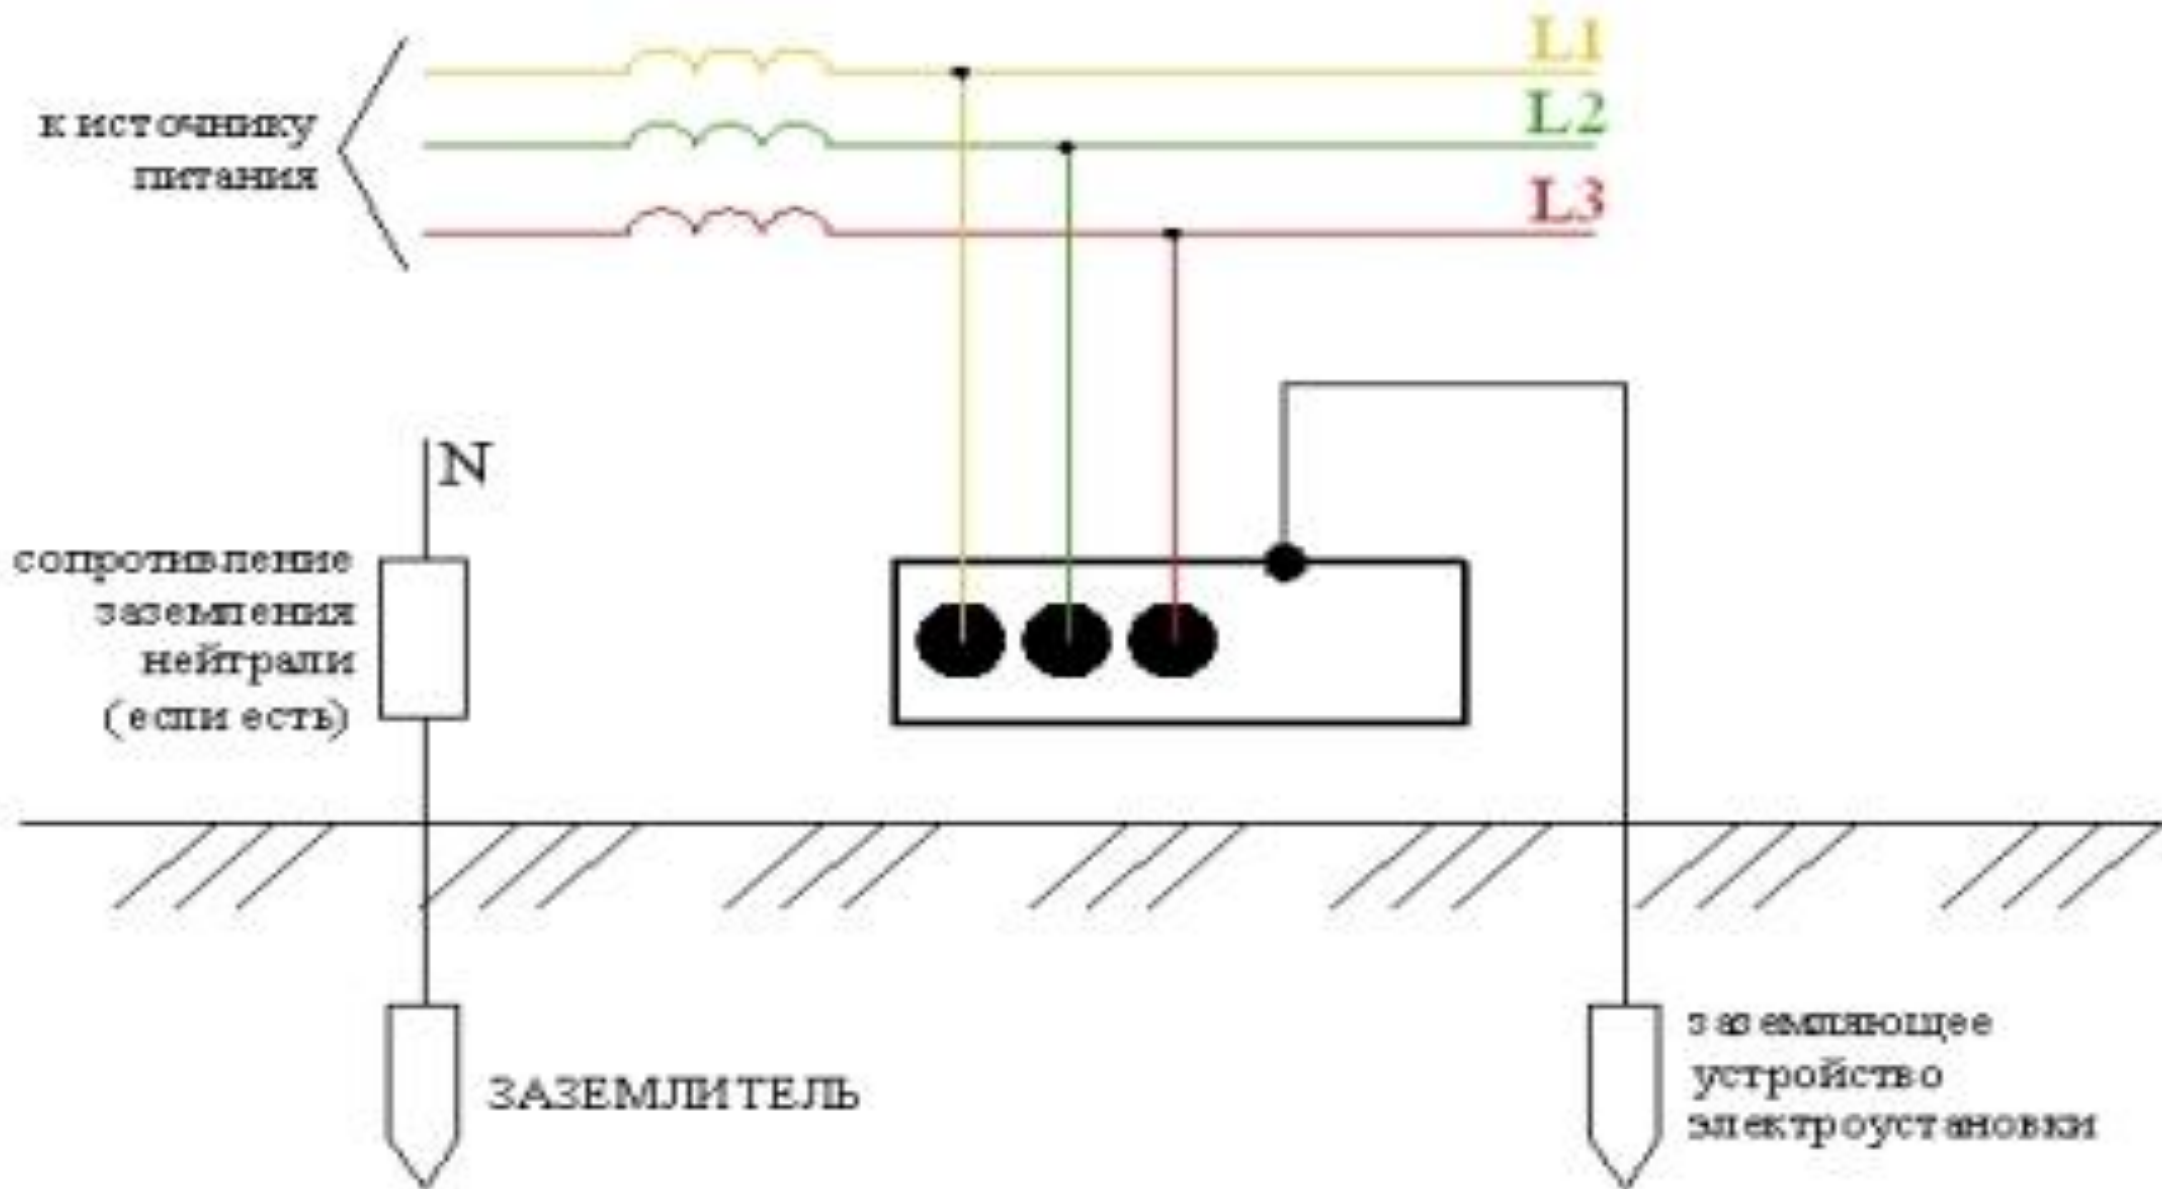 L1
L2
L3
к источнику
питания
N
сопротивление
заземления
нейтрали
(если есть)
ЗАЗЕМЛИТЕЛЬ
заземляющее
устройство
электроустановки